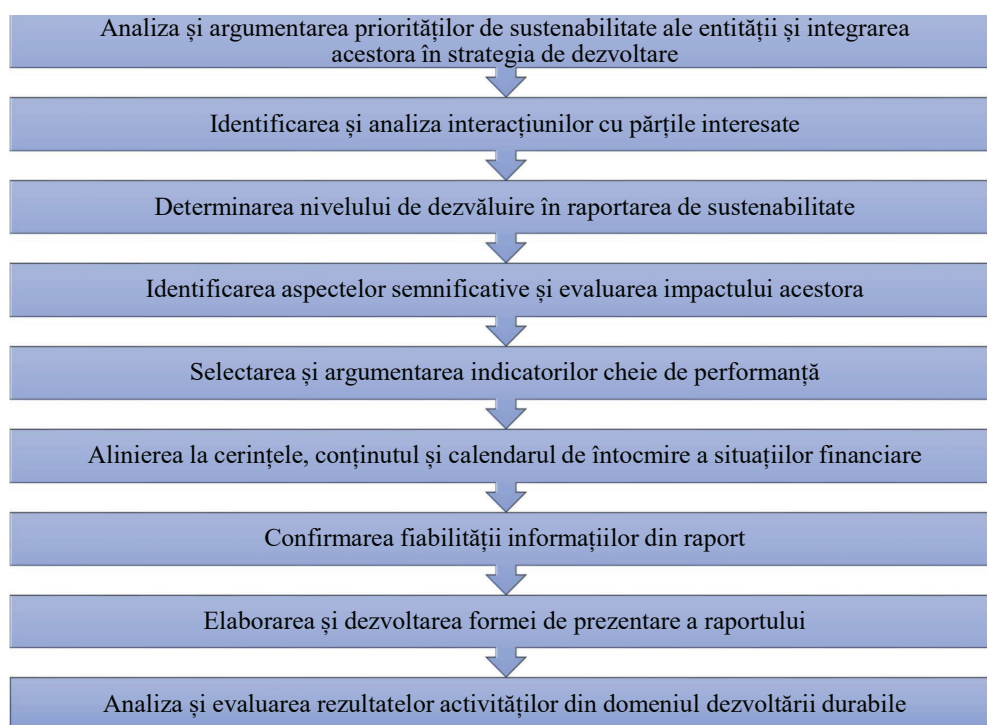 Analiza și argumentarea priorităților de sustenabilitate ale entității și integrarea
acestora în strategia de dezvoltare
Identificarea și analiza interacțiunilor cu părțile interesate
Determinarea nivelului de dezvăluire în raportarea de sustenabilitate
Identificarea aspectelor semnificative și evaluarea impactului acestora
Selectarea și argumentarea indicatorilor cheie de performanță
Alinierea la cerințele, conținutul și calendarul de întocmire a situațiilor financiare
Confirmarea fiabilității informațiilor din raport
Elaborarea și dezvoltarea formei de prezentare a raportului
Analiza și evaluarea rezultatelor activităților din domeniul dezvoltării durabile